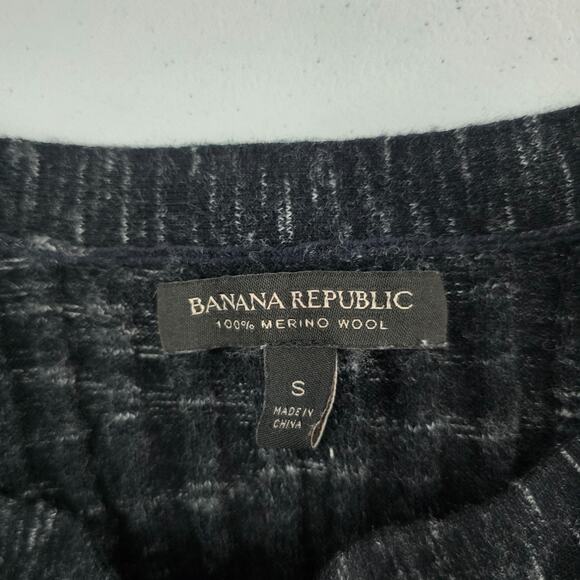 BANANA REPUBLIC
100% MERINO WOOL
S
MADE IN
CHINA